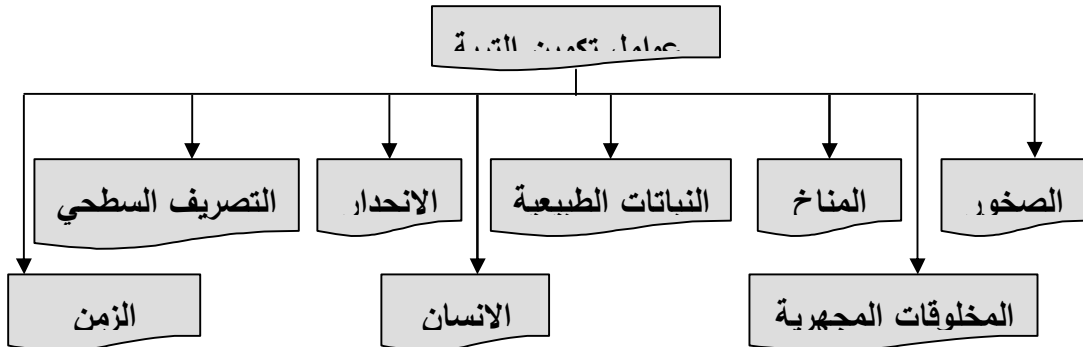 عوامل تكوين التربة
الصخور
المناخ
النباتات الطبيعية
الانحدار
التصريف السطحي
المخلوقات المجهرية
الانسان
الزمن